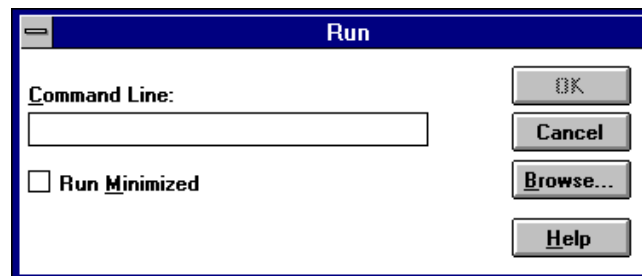 Run
Command Line:
OK
Cancel
Run Minimized
Browse...
Help